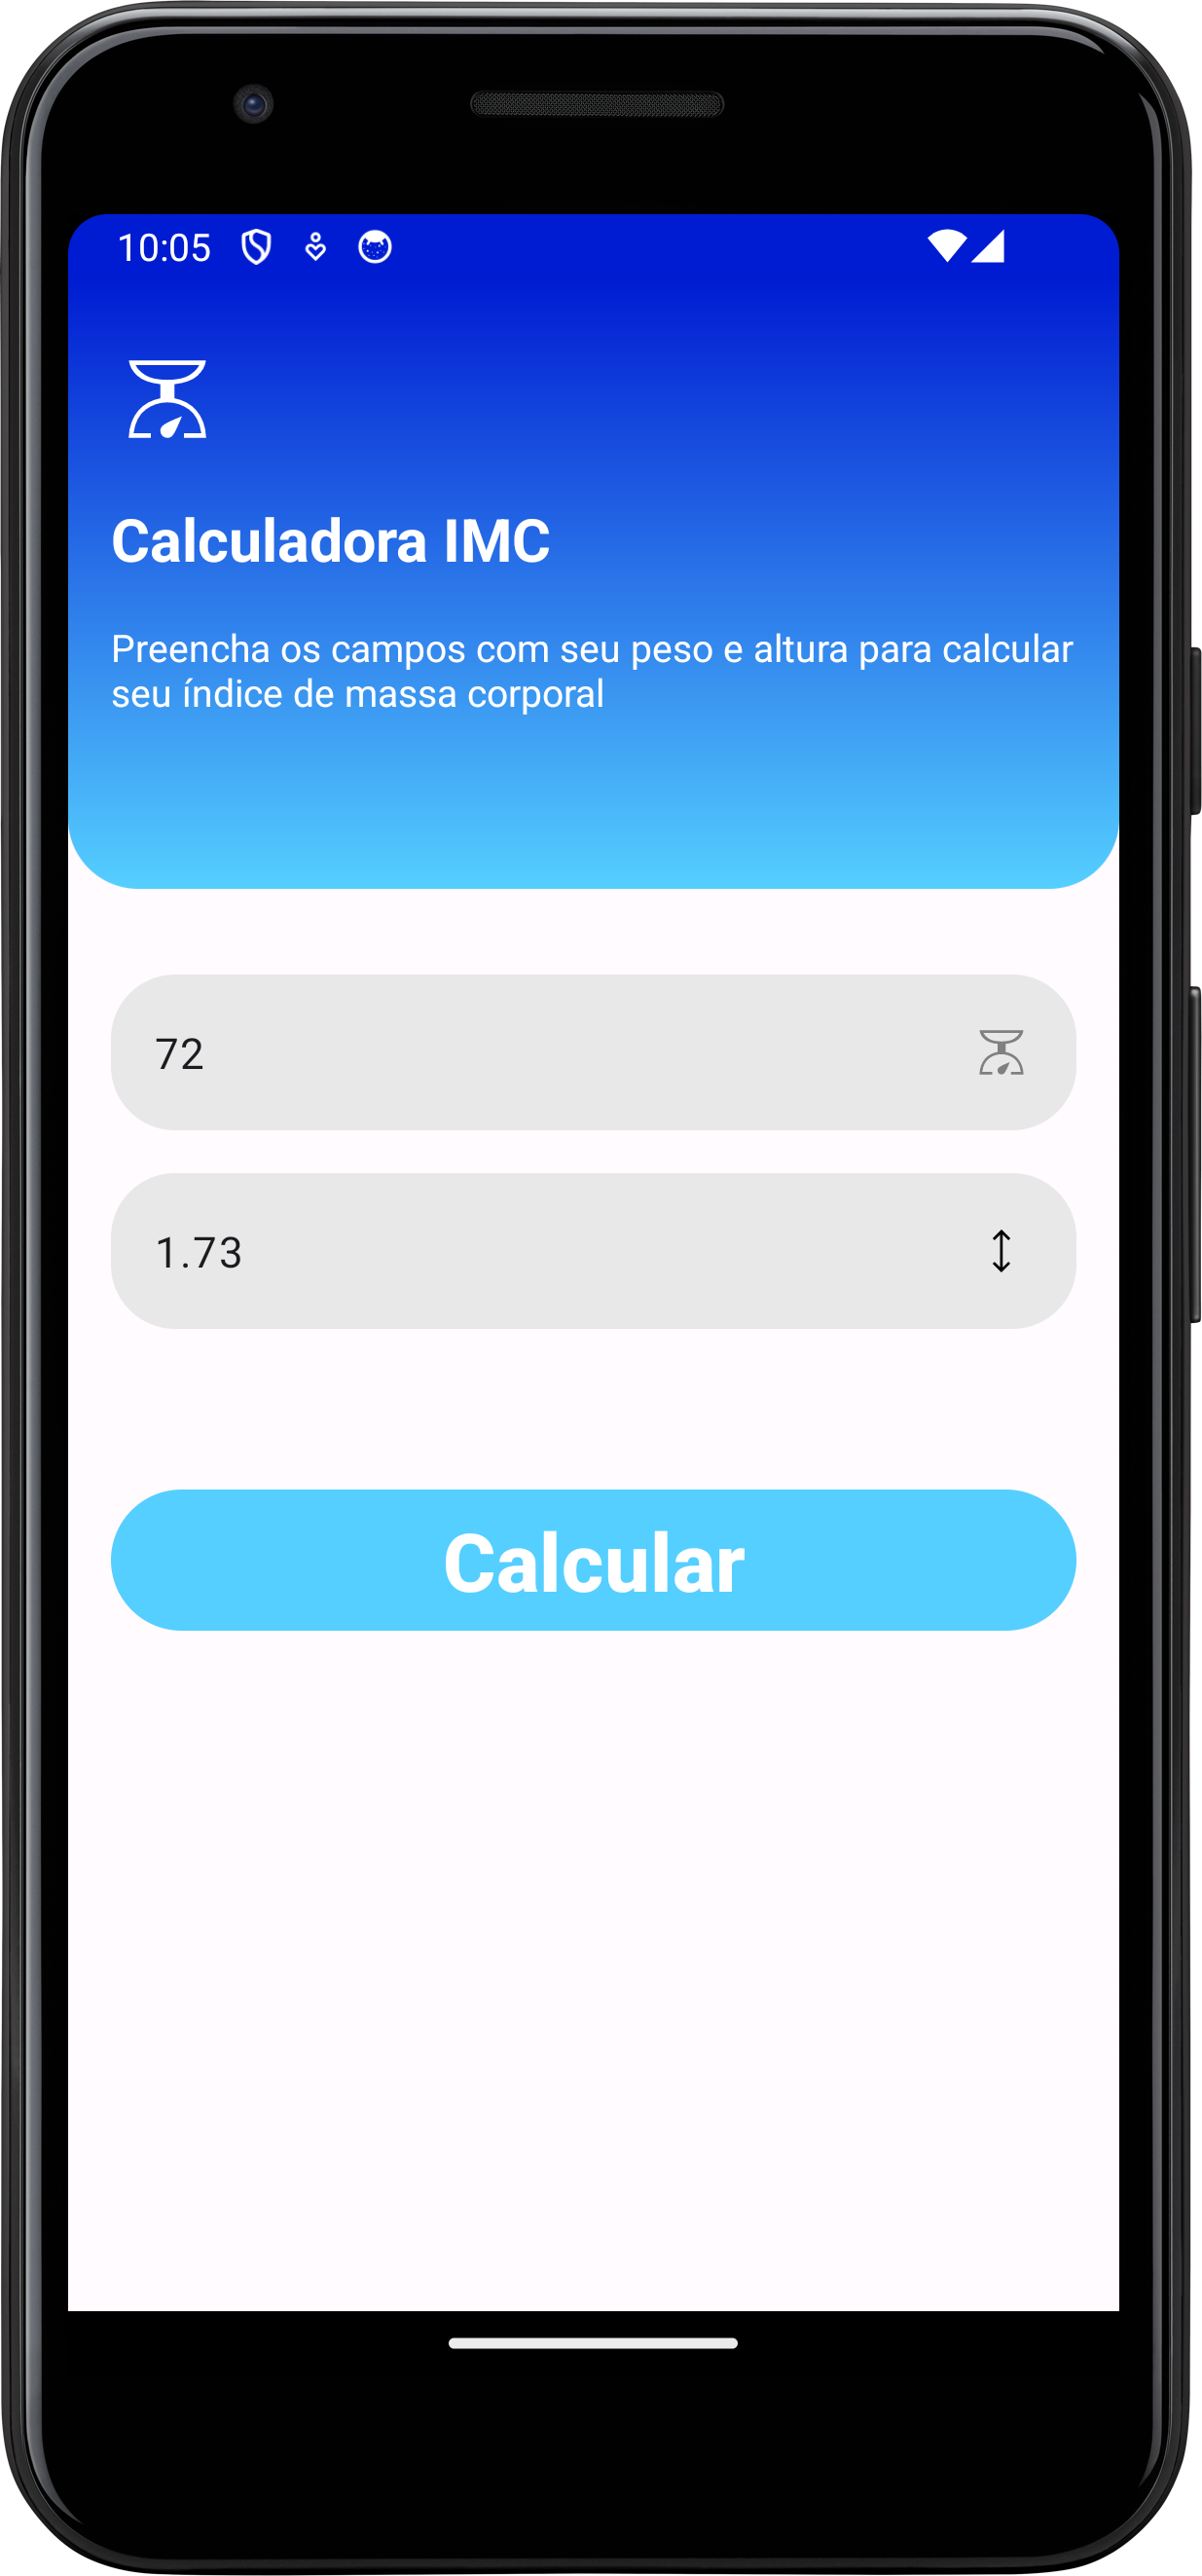 10:05
Calculadora IMC
Preencha os campos com seu peso e altura para calcular
seu índice de massa corporal
72
1.73
Calcular